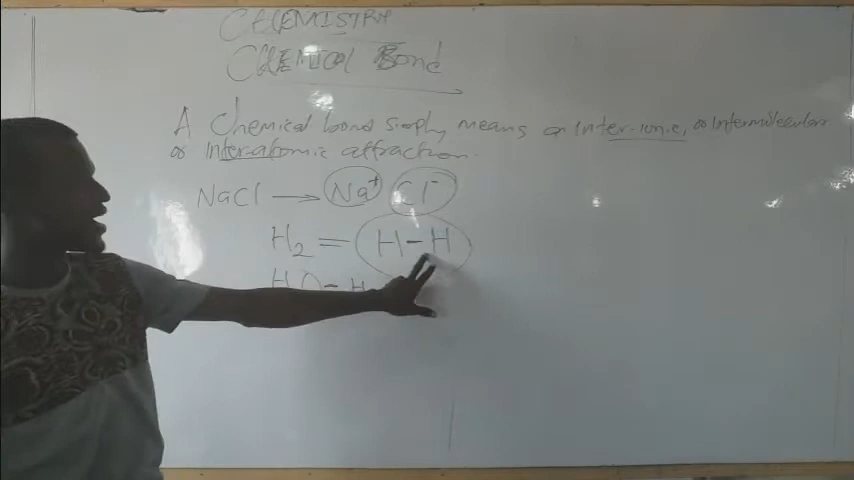 CHEMISTRY
CHEMICAL Bond
A Chemical bond simply means an inter-ionic, or Intermolecular
or Interatomic attraction.
NaCl → Na⁺ Cl⁻
H₂ = H-H
H O - H